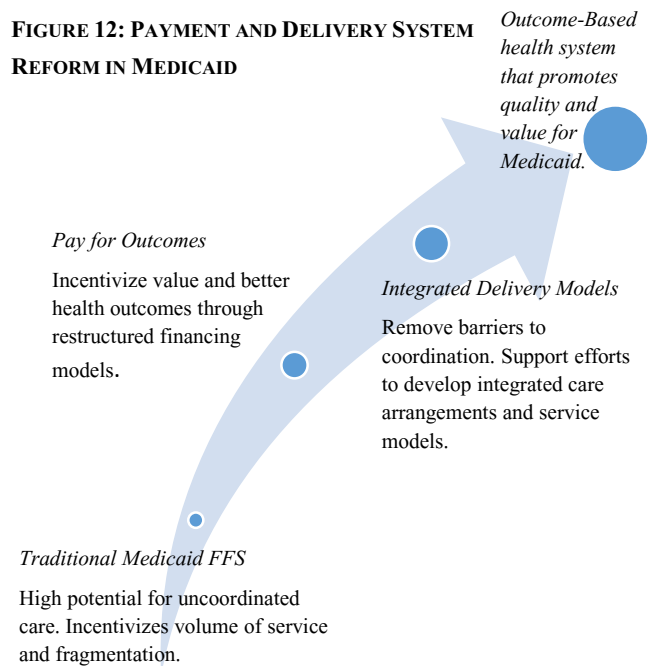 FIGURE 12: PAYMENT AND DELIVERY SYSTEM
REFORM IN MEDICAID
Outcome-Based
health system
that promotes
quality and
value for
Medicaid.
Pay for Outcomes
Incentivize value and better
health outcomes through
restructured financing
models.
Integrated Delivery Models
Remove barriers to
coordination. Support efforts
to develop integrated care
arrangements and service
models.
Traditional Medicaid FFS
High potential for uncoordinated
care. Incentivizes volume of service
and fragmentation.